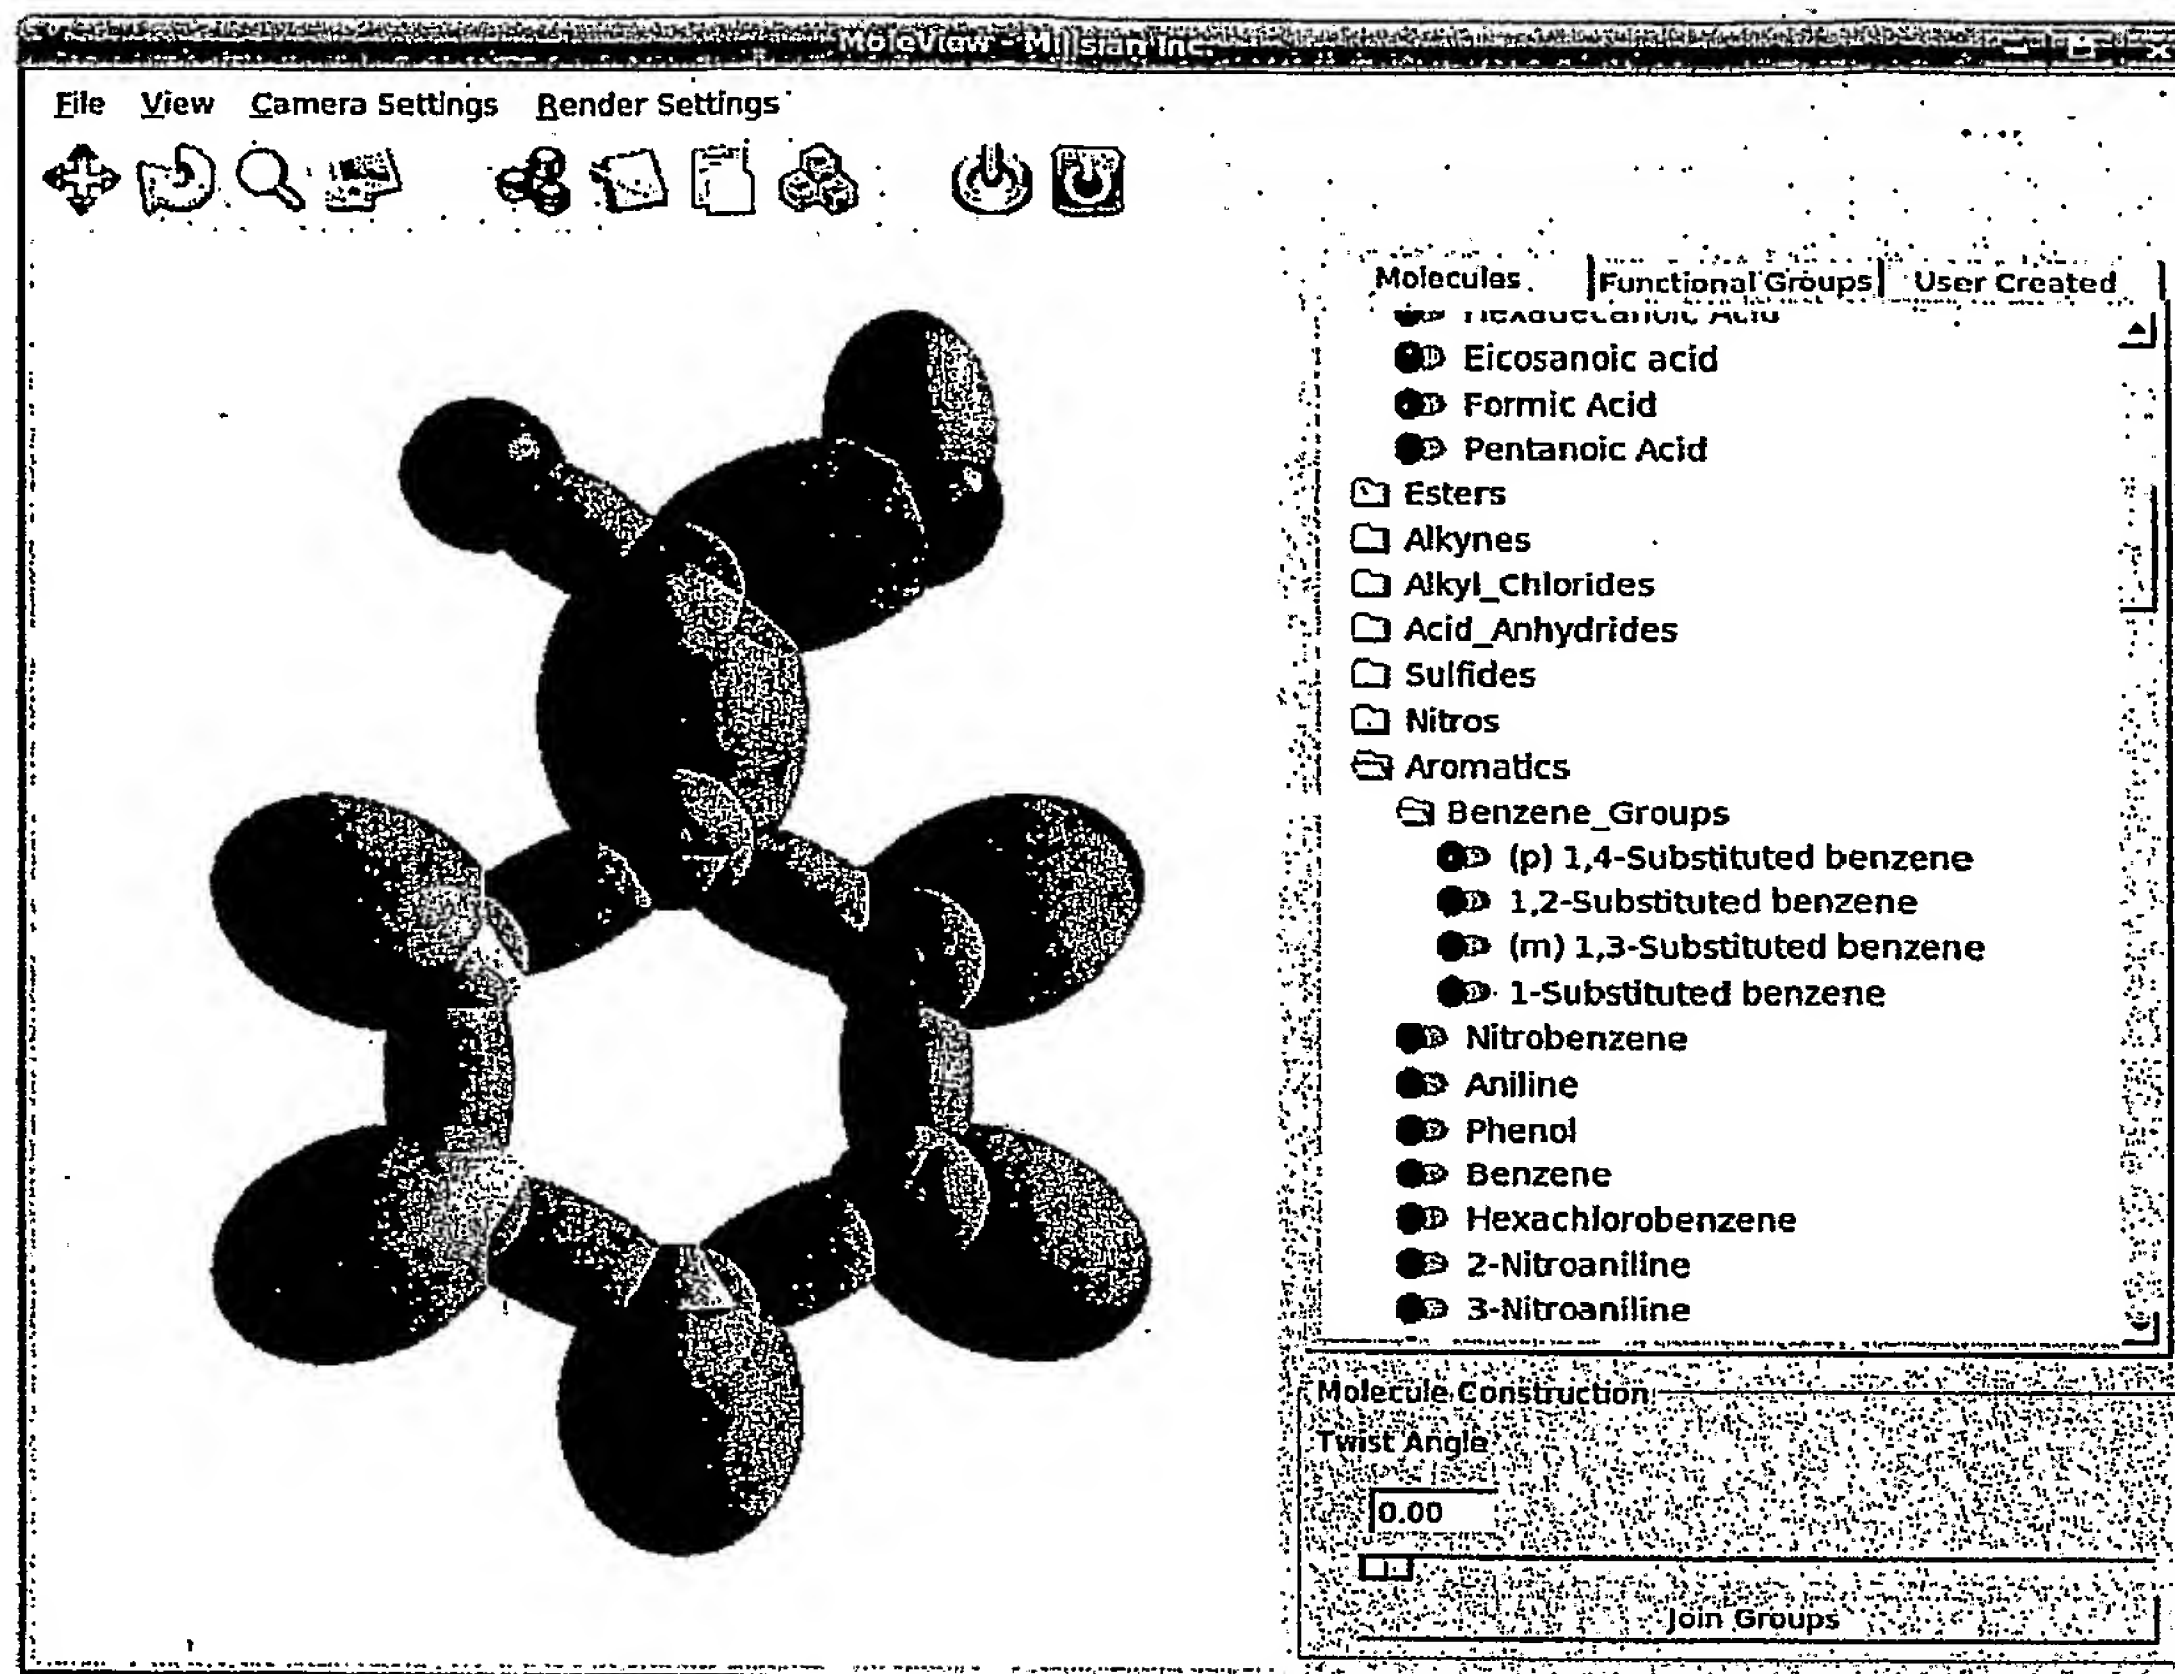 MoleView - Millsian Inc.
File View Camera Settings Render Settings
Molecules Functional Groups User Created
Hexadecanoic Acid
Eicosanoic acid
Formic Acid
Pentanoic Acid
Esters
Alkynes
Alkyl_Chlorides
Acid_Anhydrides
Sulfides
Nitros
Aromatics
Benzene_Groups
(p) 1,4-Substituted benzene
1,2-Substituted benzene
(m) 1,3-Substituted benzene
1-Substituted benzene
Nitrobenzene
Aniline
Phenol
Benzene
Hexachlorobenzene
2-Nitroaniline
3-Nitroaniline
Molecule Construction
Twist Angle
0.00
Join Groups